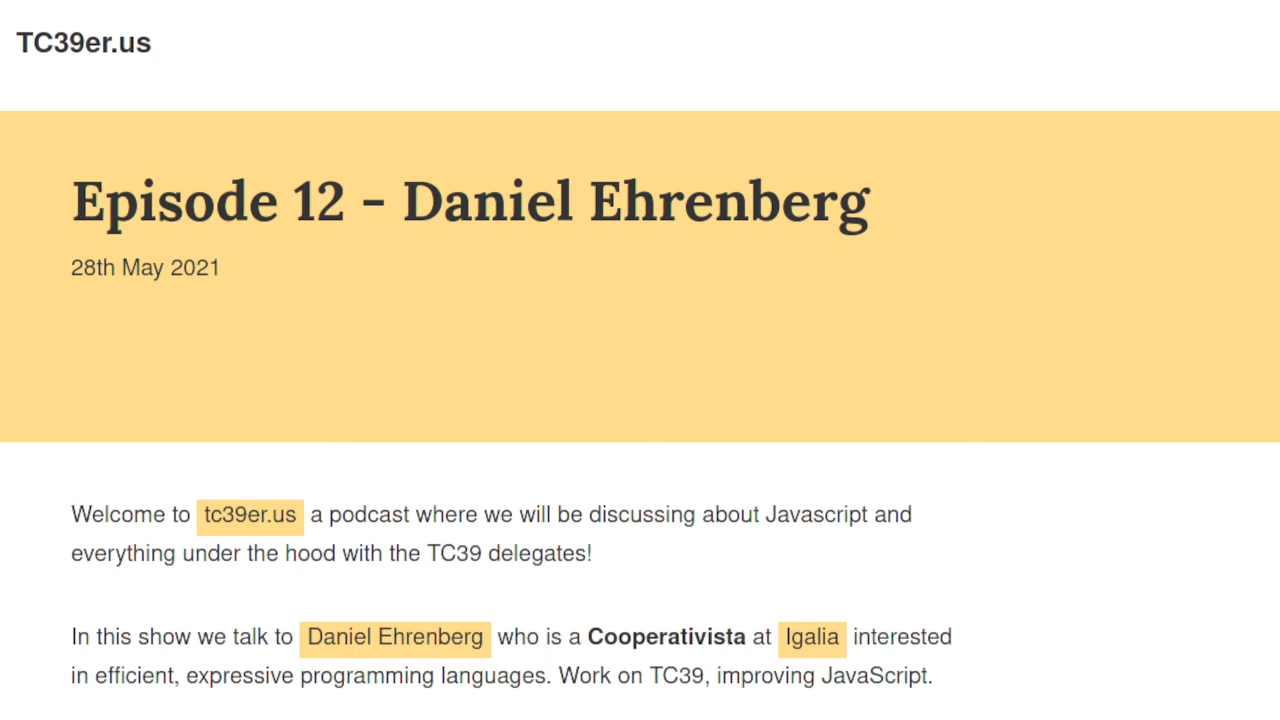 TC39er.us
Episode 12 - Daniel Ehrenberg
28th May 2021
Welcome to tc39er.us a podcast where we will be discussing about Javascript and
everything under the hood with the TC39 delegates!
In this show we talk to Daniel Ehrenberg who is a Cooperativista at Igalia interested
in efficient, expressive programming languages. Work on TC39, improving JavaScript.